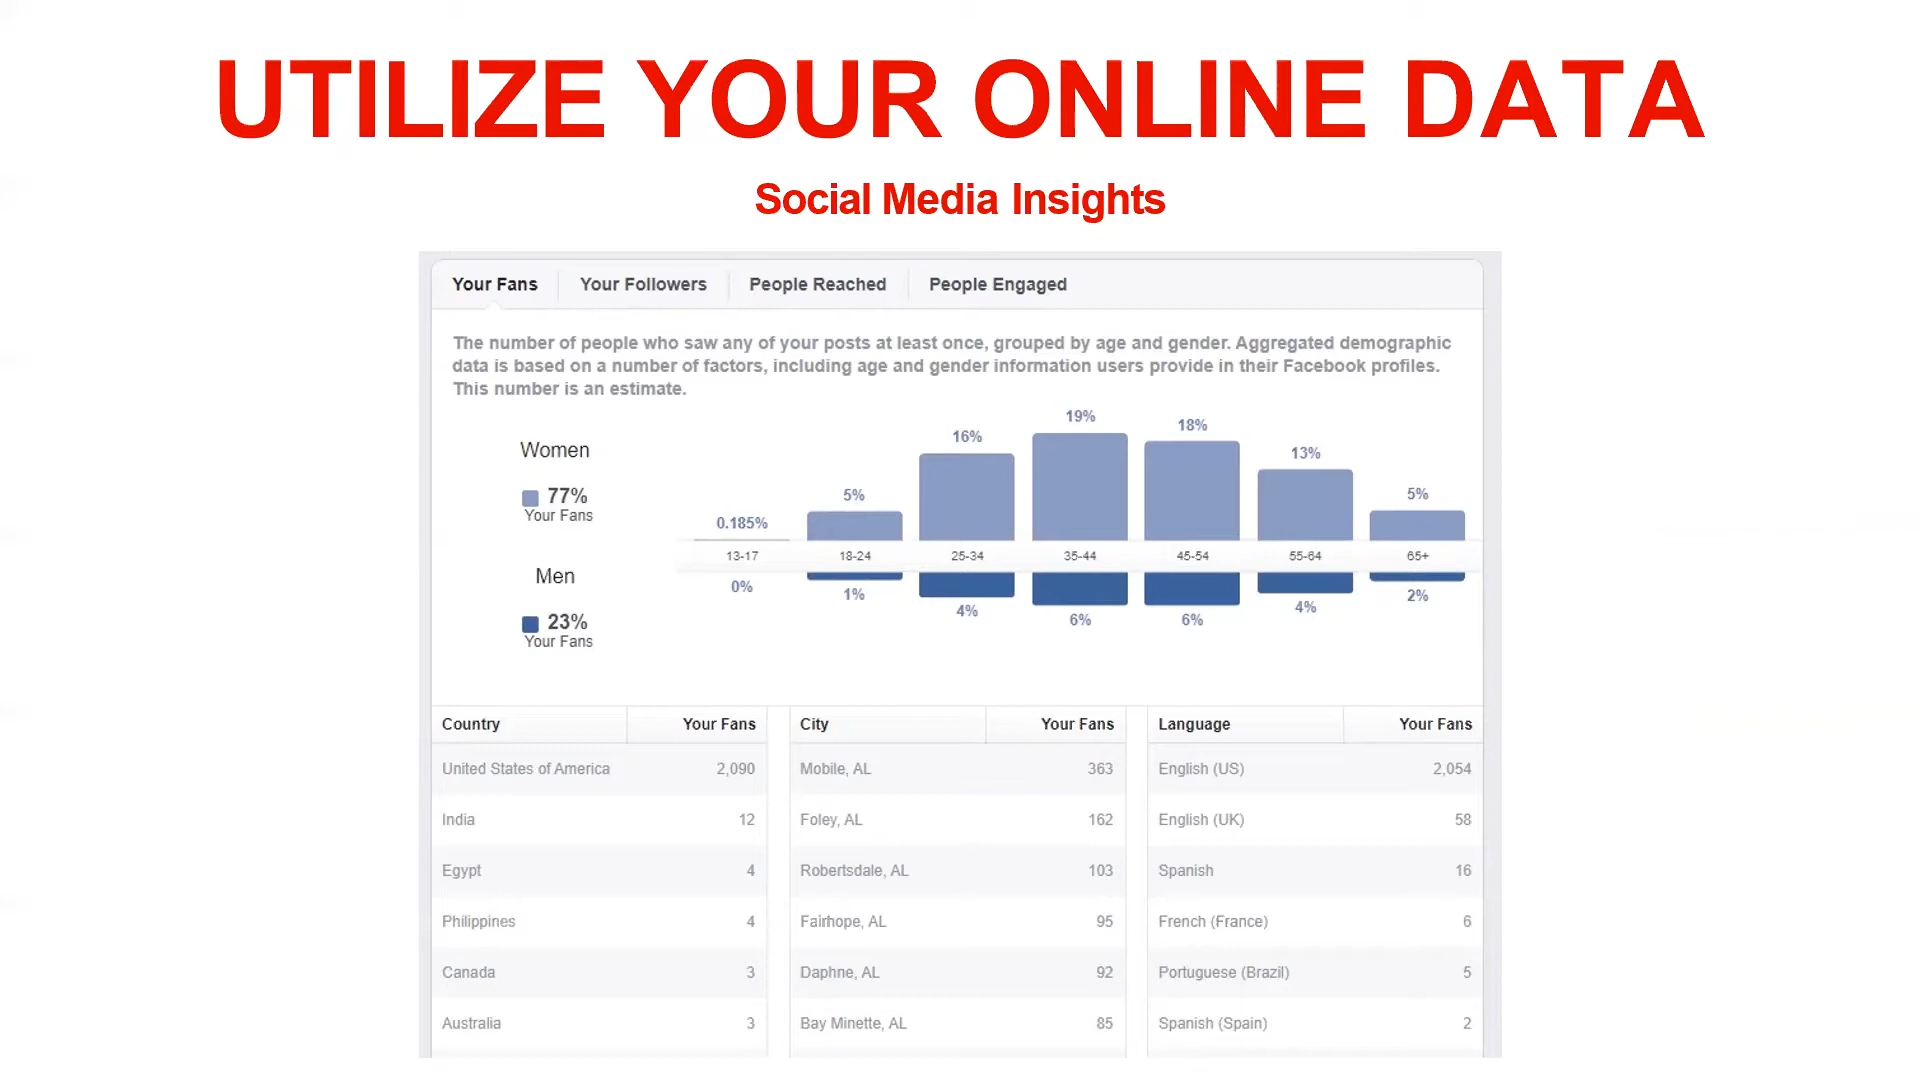 UTILIZE YOUR ONLINE DATA
Social Media Insights
Your Fans
Your Followers
People Reached
People Engaged
The number of people who saw any of your posts at least once, grouped by age and gender. Aggregated demographic
data is based on a number of factors, including age and gender information users provide in their Facebook profiles.
This number is an estimate.
Women
77%
Your Fans
Men
23%
Your Fans
0.185% 5% 16% 19% 18% 13% 5%
13-17 18-24 25-34 35-44 45-54 55-64 65+
0% 1% 4% 6% 6% 4% 2%
Country Your Fans
United States of America 2,090
India 12
Egypt 4
Philippines 4
Canada 3
Australia 3
City Your Fans
Mobile, AL 363
Foley, AL 162
Robertsdale, AL 103
Fairhope, AL 95
Daphne, AL 92
Bay Minette, AL 85
Language Your Fans
English (US) 2,054
English (UK) 58
Spanish 16
French (France) 6
Portuguese (Brazil) 5
Spanish (Spain) 2